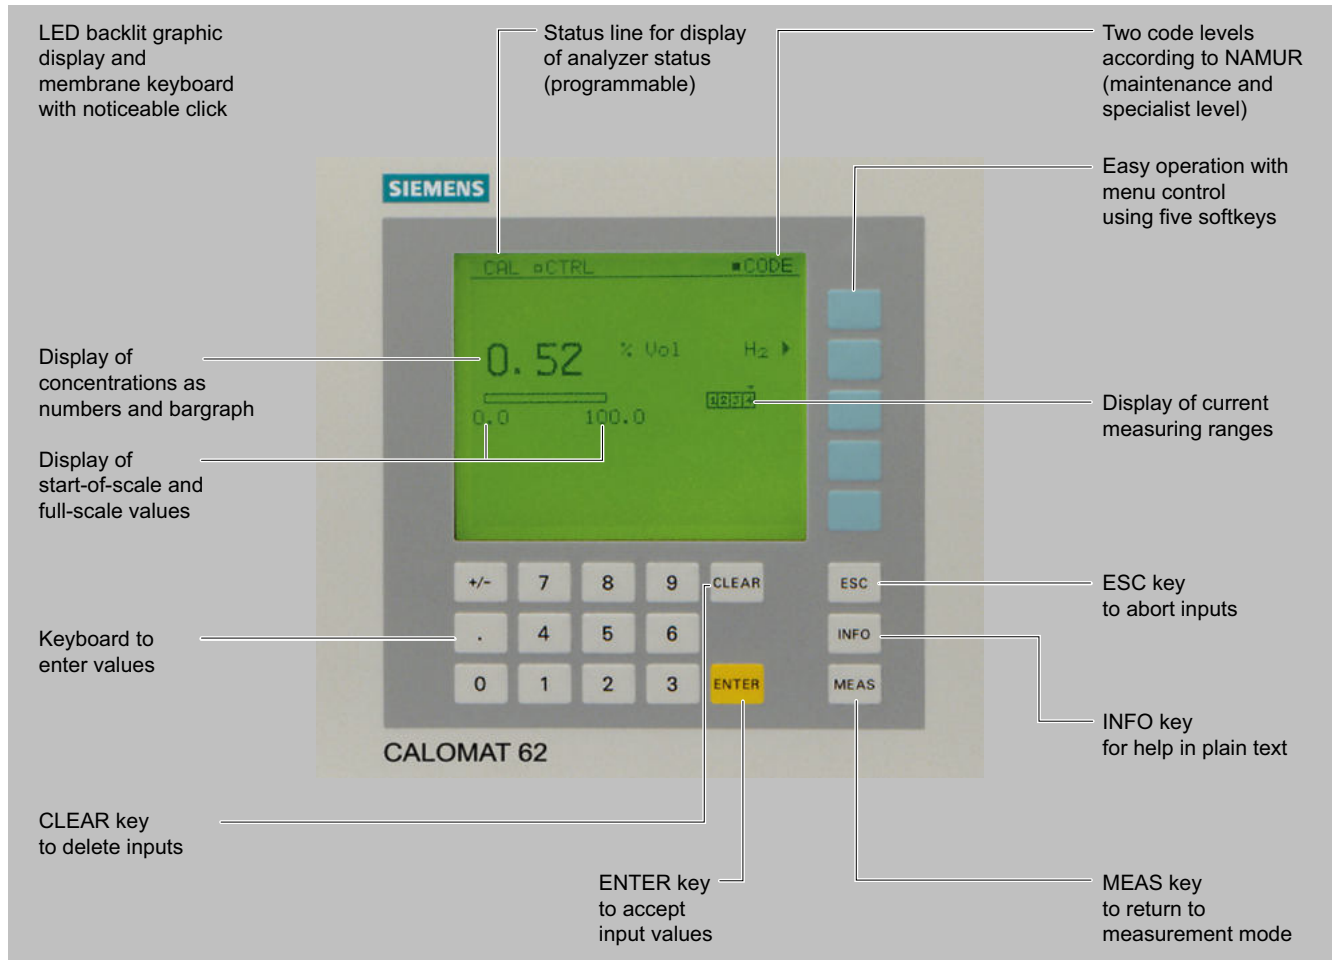 LED backlit graphic
display and
membrane keyboard
with noticeable click
Status line for display
of analyzer status
(programmable)
Two code levels
according to NAMUR
(maintenance and
specialist level)
Easy operation with
menu control
using five softkeys
SIEMENS
CAL ▫CTRL ▪CODE
0.52 % Vol H₂ ▶
1 2 3 4
0.0 100.0
Display of
concentrations as
numbers and bargraph
Display of
start-of-scale and
full-scale values
Display of current
measuring ranges
+/- 7 8 9 CLEAR ESC
. 4 5 6 INFO
0 1 2 3 ENTER MEAS
ESC key
to abort inputs
Keyboard to
enter values
INFO key
for help in plain text
CALOMAT 62
CLEAR key
to delete inputs
ENTER key
to accept
input values
MEAS key
to return to
measurement mode